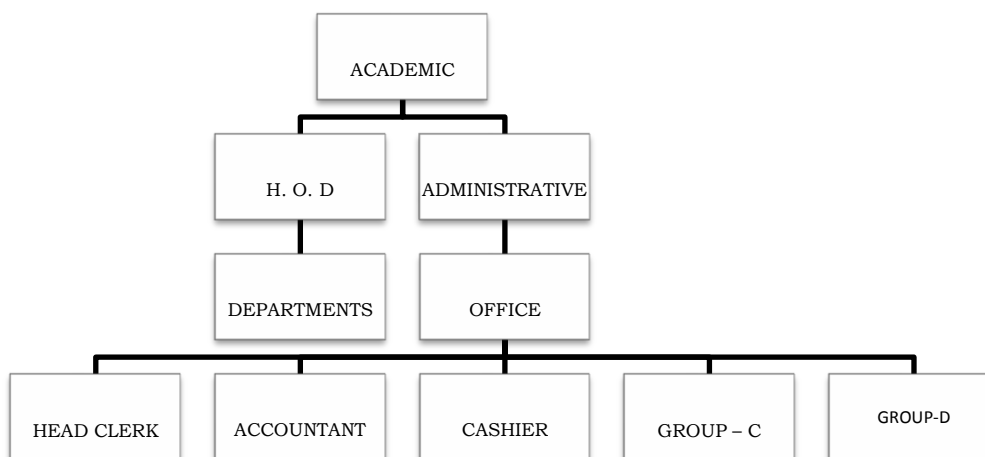 ACADEMIC
H. O. D
ADMINISTRATIVE
DEPARTMENTS
OFFICE
HEAD CLERK
ACCOUNTANT
CASHIER
GROUP – C
GROUP-D